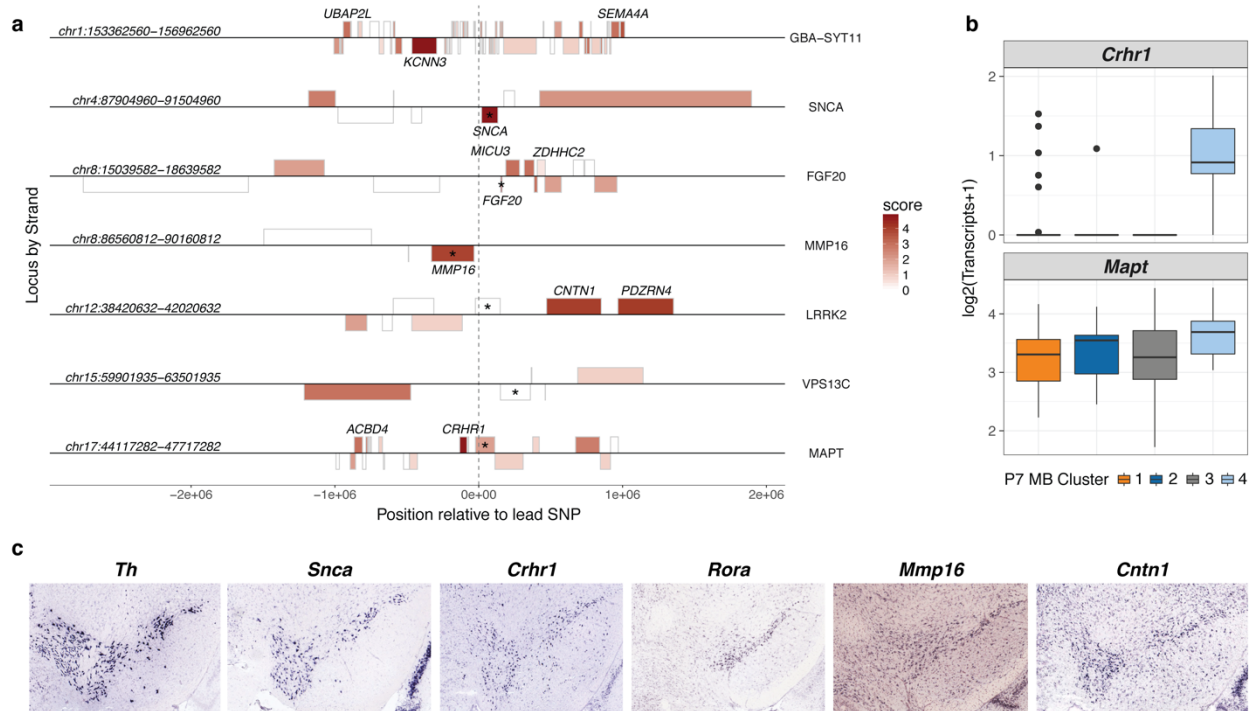 a
UBAP2L SEMA4A
chr1:153362560−156962560
GBA−SYT11
KCNN3
chr4:87904960−91504960
SNCA
SNCA
MICU3 ZDHHC2
chr8:15039582−18639582
FGF20
FGF20
chr8:86560812−90160812
MMP16
MMP16
CNTN1 PDZRN4
chr12:38420632−42020632
LRRK2
chr15:59901935−63501935
VPS13C
ACBD4 CRHR1
chr17:44117282−47717282
MAPT
Locus by Strand
−2e+06 −1e+06 0e+00 1e+06 2e+06
Position relative to lead SNP
score
4
3
2
1
0
b
Crhr1
2
1
0
Mapt
4
3
2
log2(Transcripts+1)
P7 MB Cluster 1 2 3 4
c
Th Snca Crhr1 Rora Mmp16 Cntn1